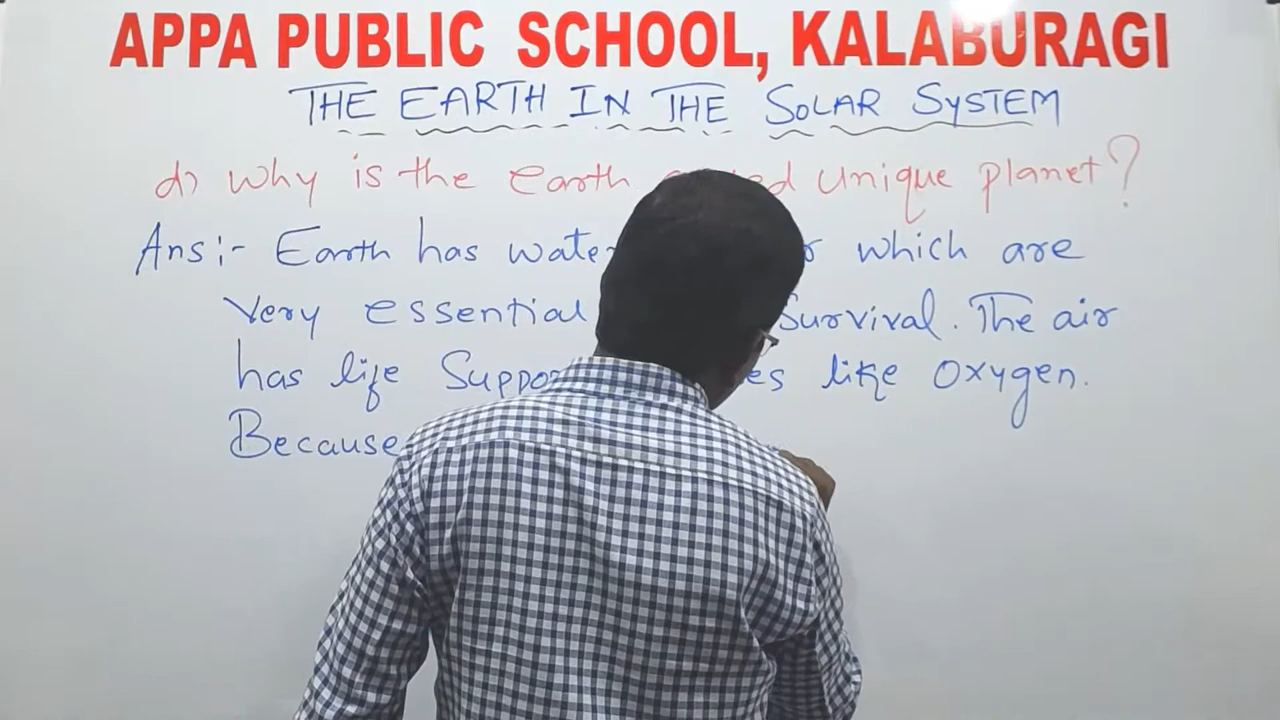 APPA PUBLIC SCHOOL, KALABURAGI
THE EARTH IN THE SOLAR SYSTEM
d) Why is the Earth unique planet?
Ans:- Earth has which are
Very essential Survival. The air
has life like Oxygen.
Because